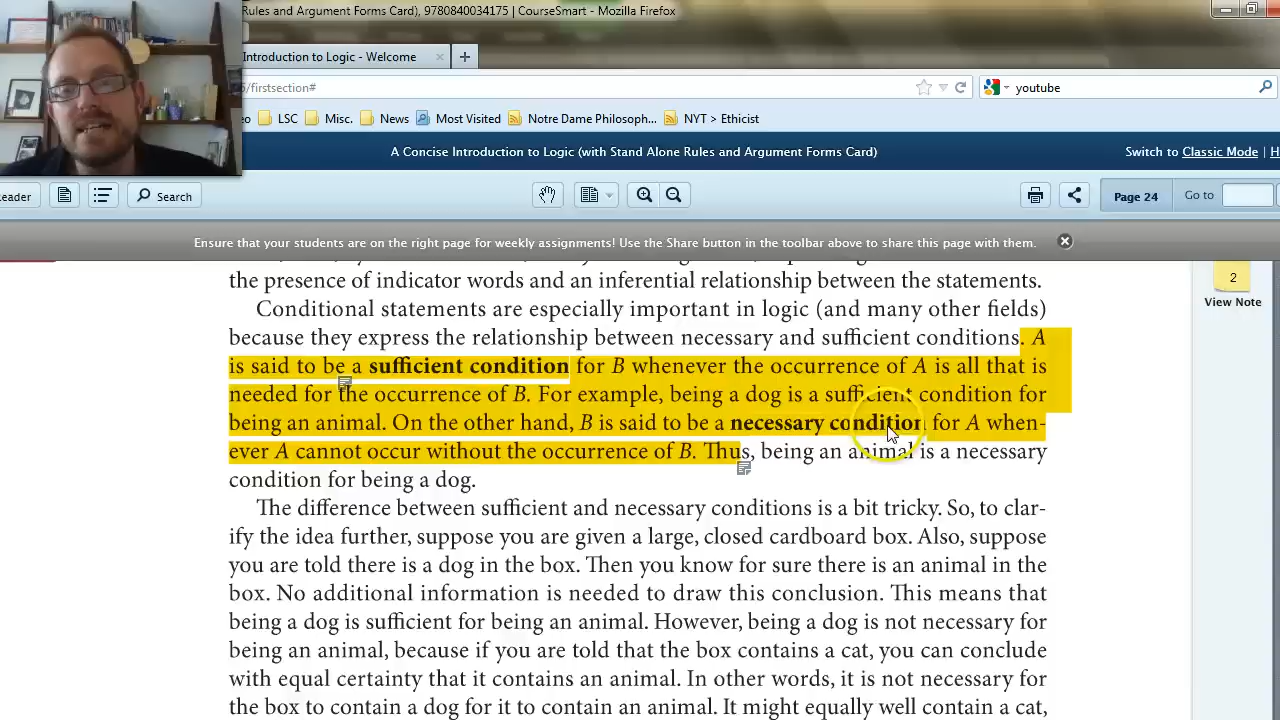 Rules and Argument Forms Card), 9780840034175 | CourseSmart - Mozilla Firefox
Introduction to Logic - Welcome
/firstsection#
youtube
LSC
Misc.
News
Most Visited
Notre Dame Philosoph...
NYT > Ethicist
A Concise Introduction to Logic (with Stand Alone Rules and Argument Forms Card)
Switch to Classic Mode
Search
Page 24
Go to
Ensure that your students are on the right page for weekly assignments! Use the Share button in the toolbar above to share this page with them.
2
View Note
the presence of indicator words and an inferential relationship between the statements.
Conditional statements are especially important in logic (and many other fields)
because they express the relationship between necessary and sufficient conditions. A
is said to be a sufficient condition for B whenever the occurrence of A is all that is
needed for the occurrence of B. For example, being a dog is a sufficient condition for
being an animal. On the other hand, B is said to be a necessary condition for A when-
ever A cannot occur without the occurrence of B. Thus, being an animal is a necessary
condition for being a dog.
The difference between sufficient and necessary conditions is a bit tricky. So, to clar-
ify the idea further, suppose you are given a large, closed cardboard box. Also, suppose
you are told there is a dog in the box. Then you know for sure there is an animal in the
box. No additional information is needed to draw this conclusion. This means that
being a dog is sufficient for being an animal. However, being a dog is not necessary for
being an animal, because if you are told that the box contains a cat, you can conclude
with equal certainty that it contains an animal. In other words, it is not necessary for
the box to contain a dog for it to contain an animal. It might equally well contain a cat,